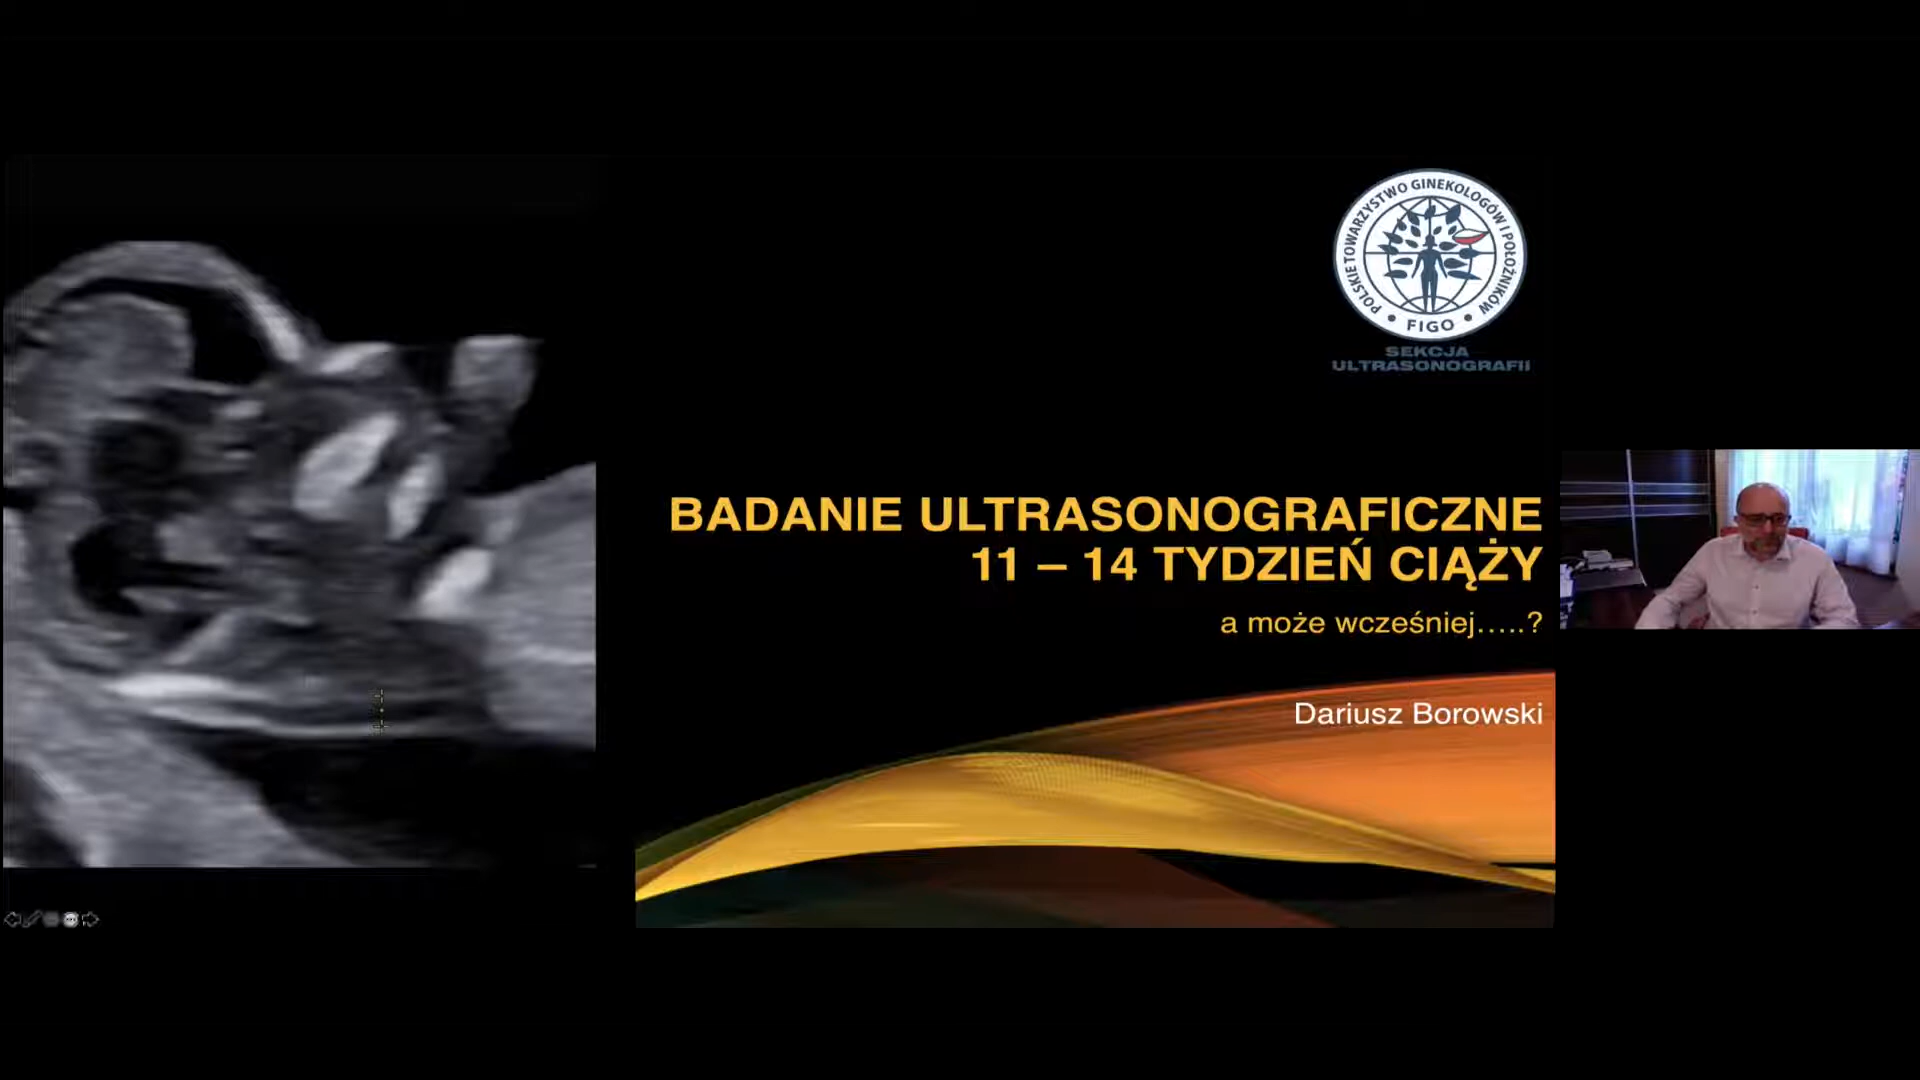 POLSKIE TOWARZYSTWO GINEKOLOGÓW I POŁOŻNIKÓW
• FIGO •
SEKCJA
ULTRASONOGRAFII
BADANIE ULTRASONOGRAFICZNE
11 – 14 TYDZIEŃ CIĄŻY
a może wcześniej.....?
Dariusz Borowski